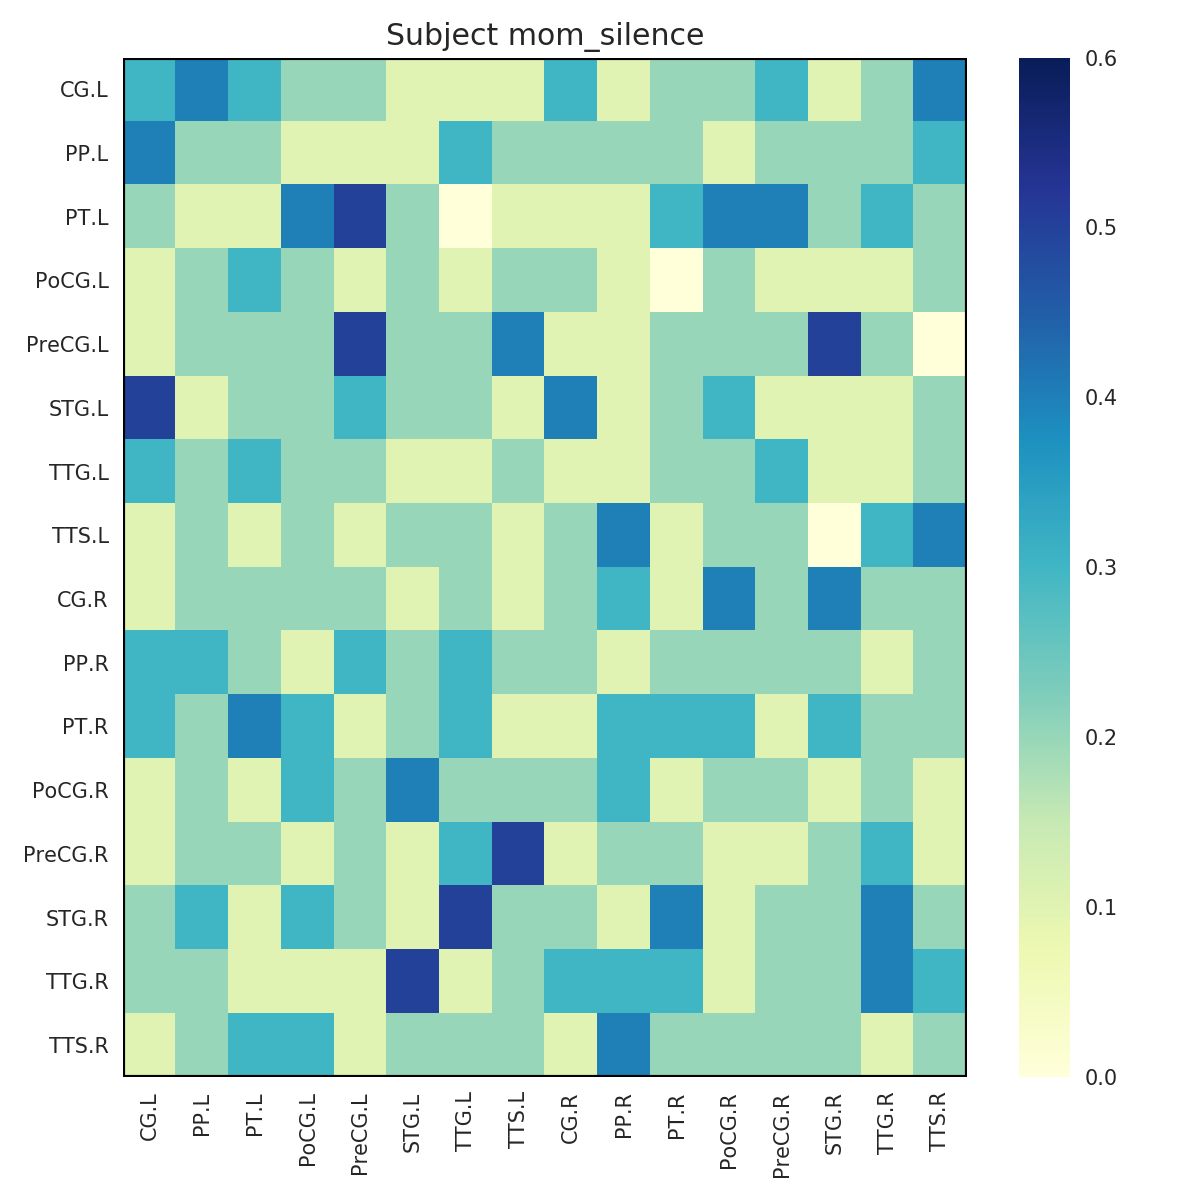 Subject mom_silence
CG.L
PP.L
PT.L
PoCG.L
PreCG.L
STG.L
TTG.L
TTS.L
CG.R
PP.R
PT.R
PoCG.R
PreCG.R
STG.R
TTG.R
TTS.R
CG.L
PP.L
PT.L
PoCG.L
PreCG.L
STG.L
TTG.L
TTS.L
CG.R
PP.R
PT.R
PoCG.R
PreCG.R
STG.R
TTG.R
TTS.R
0.6
0.5
0.4
0.3
0.2
0.1
0.0